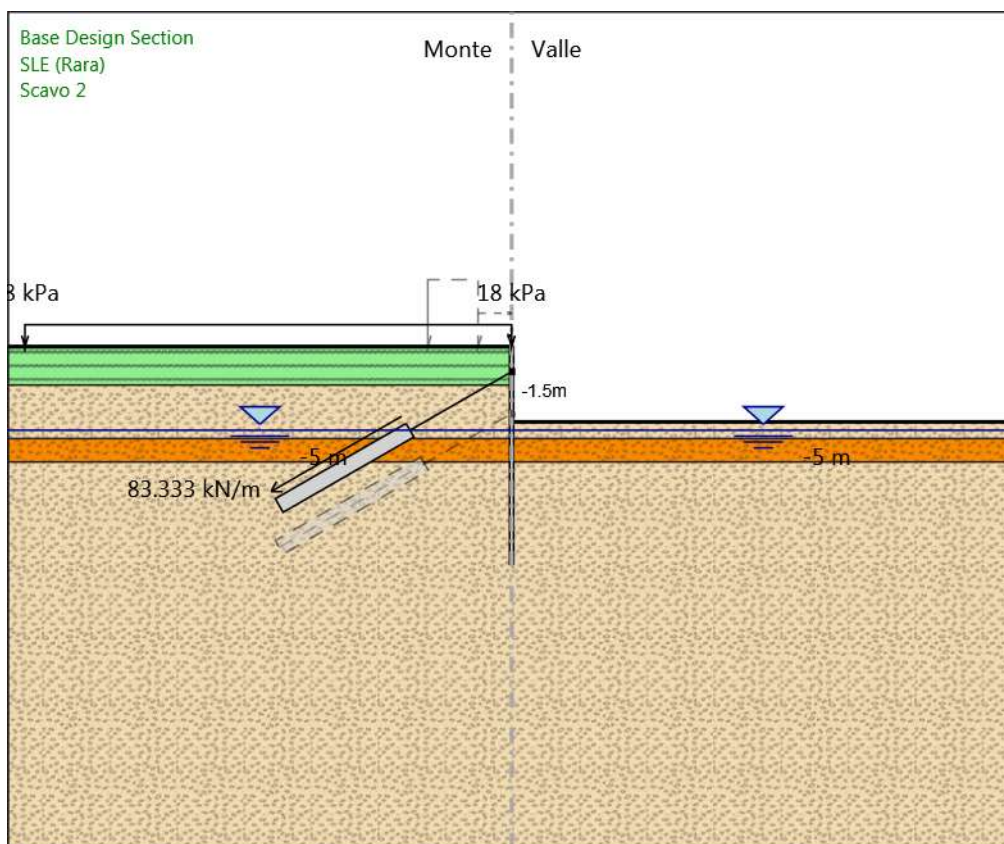 Base Design Section
SLE (Rara)
Scavo 2
Monte
Valle
8 kPa
18 kPa
-1.5m
-5 m
-5 m
83.333 kN/m